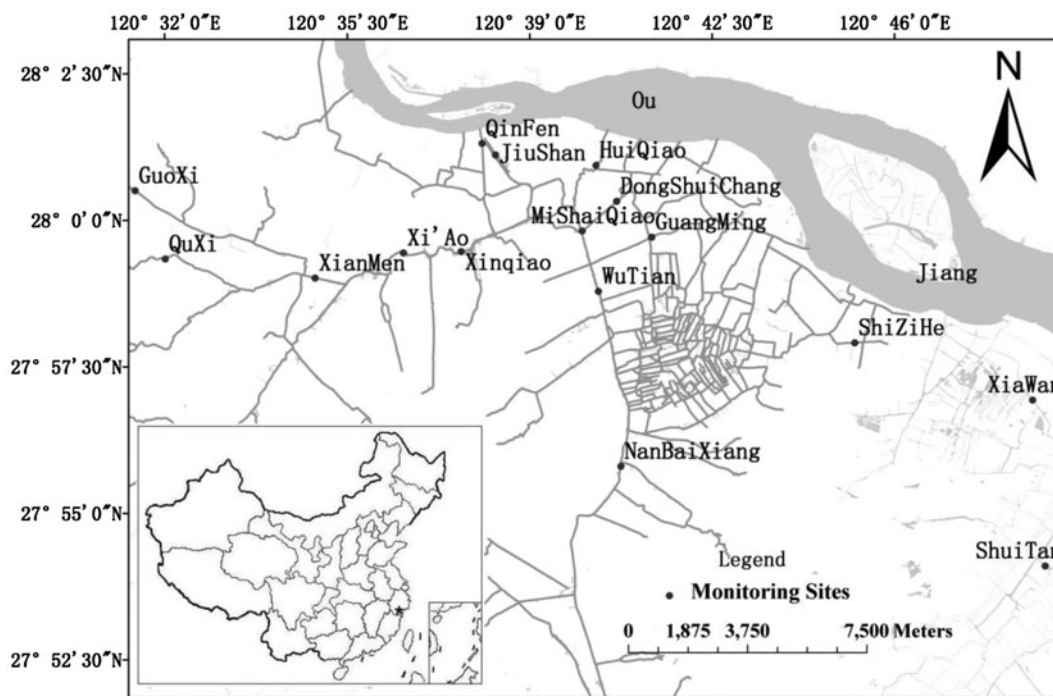 120° 32′ 0″E 120° 35′ 30″E 120° 39′ 0″E 120° 42′ 30″E 120° 46′ 0″E
28° 2′ 30″N
N
Ou
QinFen
JiuShan
HuiQiao
GuoXi
DongShuiChang
28° 0′ 0″N
MiShaiQiao
GuangMing
QuXi
Xi'Ao
XianMen
Xinqiao
Jiang
WuTian
ShiZiHe
27° 57′ 30″N
XiaWan
NanBaiXiang
27° 55′ 0″N
Legend
ShuiTan
Monitoring Sites
0 1,875 3,750 7,500 Meters
27° 52′ 30″N